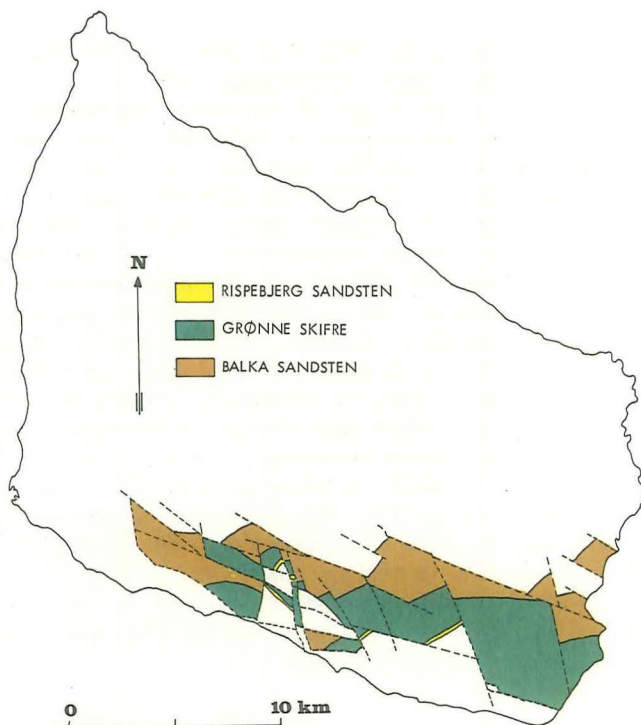 N
RISPEBJERG SANDSTEN
GRØNNE SKIFRE
BALKA SANDSTEN
0 10 km